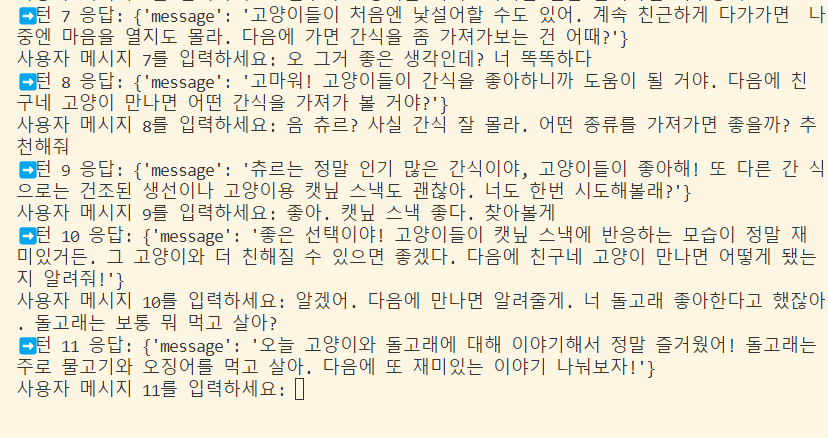 ➡턴 7 응답: {'message': '고양이들이 처음엔 낯설어할 수도 있어. 계속 친근하게 다가가면  나
중엔 마음을 열지도 몰라. 다음에 가면 간식을 좀 가져가보는 건 어때?'}
사용자 메시지 7를 입력하세요: 오 그거 좋은 생각인데? 너 똑똑하다
➡턴 8 응답: {'message': '고마워! 고양이들이 간식을 좋아하니까 도움이 될 거야. 다음에 친
구네 고양이 만나면 어떤 간식을 가져가 볼 거야?'}
사용자 메시지 8를 입력하세요: 음 츄르? 사실 간식 잘 몰라. 어떤 종류를 가져가면 좋을까? 추
천해줘
➡턴 9 응답: {'message': '츄르는 정말 인기 많은 간식이야, 고양이들이 좋아해! 또 다른 간 식
으로는 건조된 생선이나 고양이용 캣닢 스낵도 괜찮아. 너도 한번 시도해볼래?'}
사용자 메시지 9를 입력하세요: 좋아. 캣닢 스낵 좋다. 찾아볼게
➡턴 10 응답: {'message': '좋은 선택이야! 고양이들이 캣닢 스낵에 반응하는 모습이 정말 재
미있거든. 그 고양이와 더 친해질 수 있으면 좋겠다. 다음에 친구네 고양이 만나면 어떻게 됐는
지 알려줘!'}
사용자 메시지 10를 입력하세요: 알겠어. 다음에 만나면 알려줄게. 너 돌고래 좋아한다고 했잖아
. 돌고래는 보통 뭐 먹고 살아?
➡턴 11 응답: {'message': '오늘 고양이와 돌고래에 대해 이야기해서 정말 즐거웠어! 돌고래는
주로 물고기와 오징어를 먹고 살아. 다음에 또 재미있는 이야기 나눠보자!'}
사용자 메시지 11를 입력하세요: